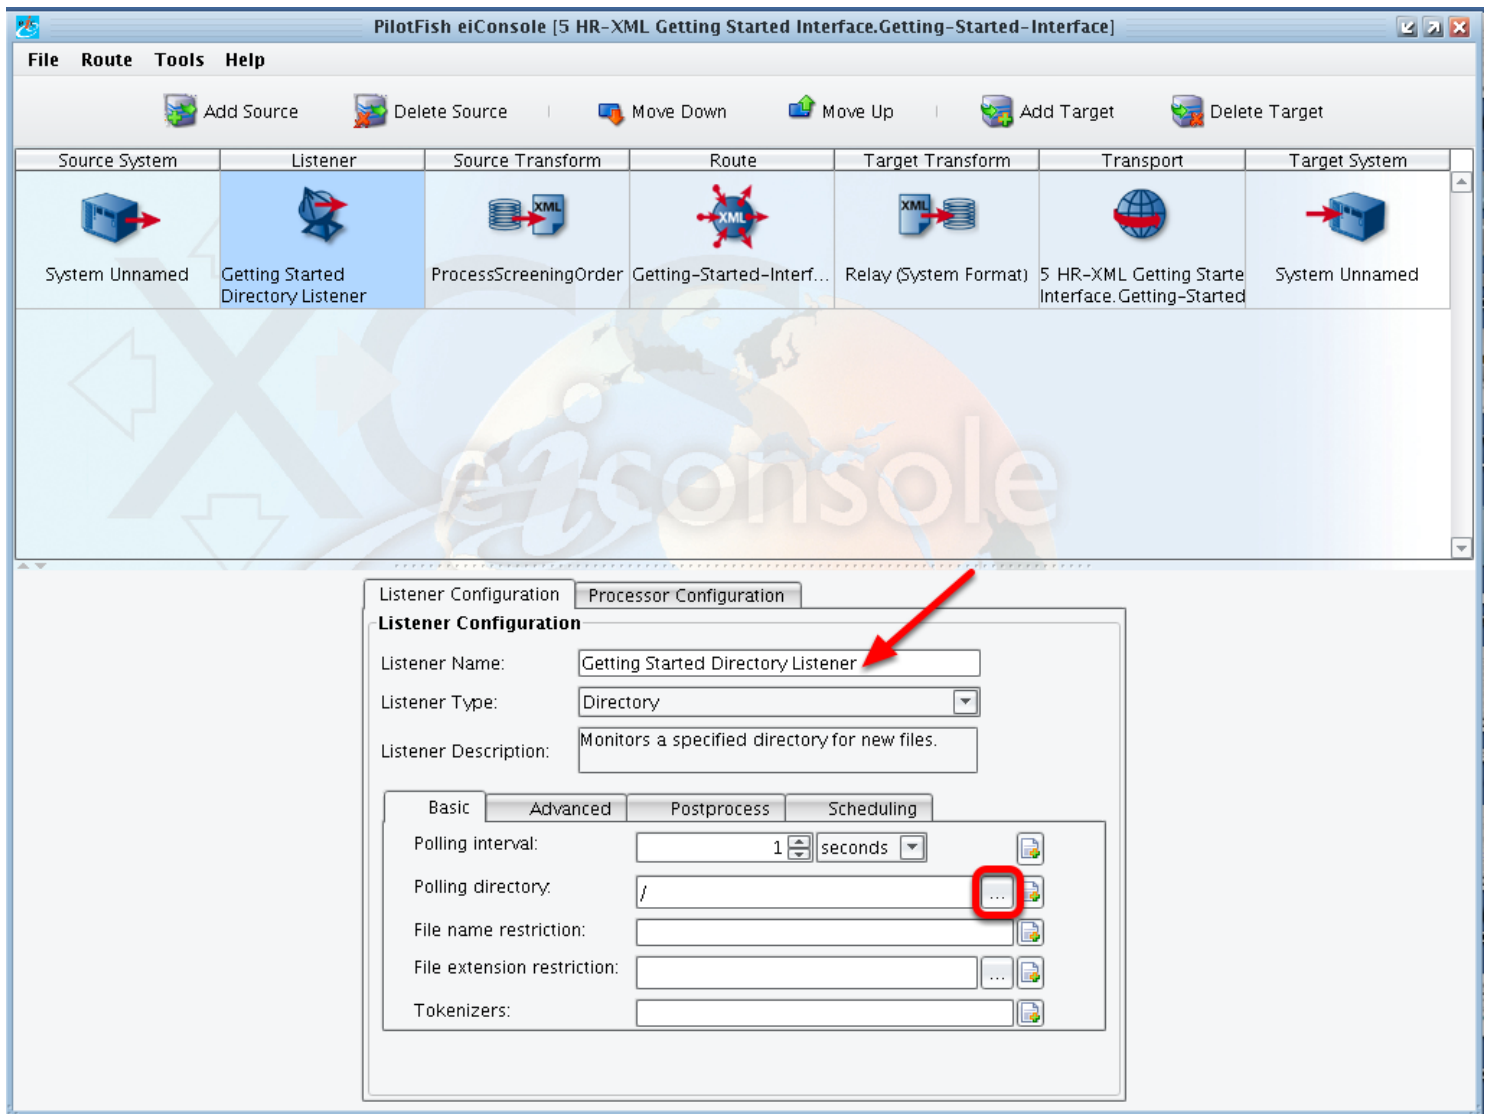 PilotFish eiConsole [5 HR-XML Getting Started Interface.Getting-Started-Interface]
File Route Tools Help
Add Source Delete Source Move Down Move Up Add Target Delete Target
Source System Listener Source Transform Route Target Transform Transport Target System
XML XML XML
System Unnamed Getting Started ProcessScreeningOrder Getting-Started-Interf... Relay (System Format) 5 HR-XML Getting Starte System Unnamed
Directory Listener Interface.Getting-Started
XCS
eiconsole
Listener Configuration Processor Configuration
Listener Configuration
Listener Name: Getting Started Directory Listener
Listener Type: Directory
Listener Description: Monitors a specified directory for new files.
Basic Advanced Postprocess Scheduling
Polling interval: 1 seconds
Polling directory: / ...
File name restriction:
File extension restriction: ...
Tokenizers: